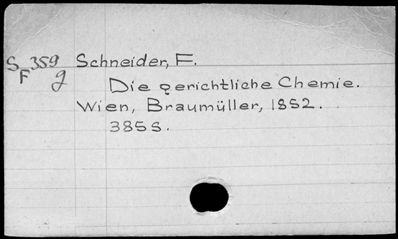 S 359 Schneider, F.
F g
Die gerichtliche Chemie.
Wien, Braumüller, 1852.
385 S.